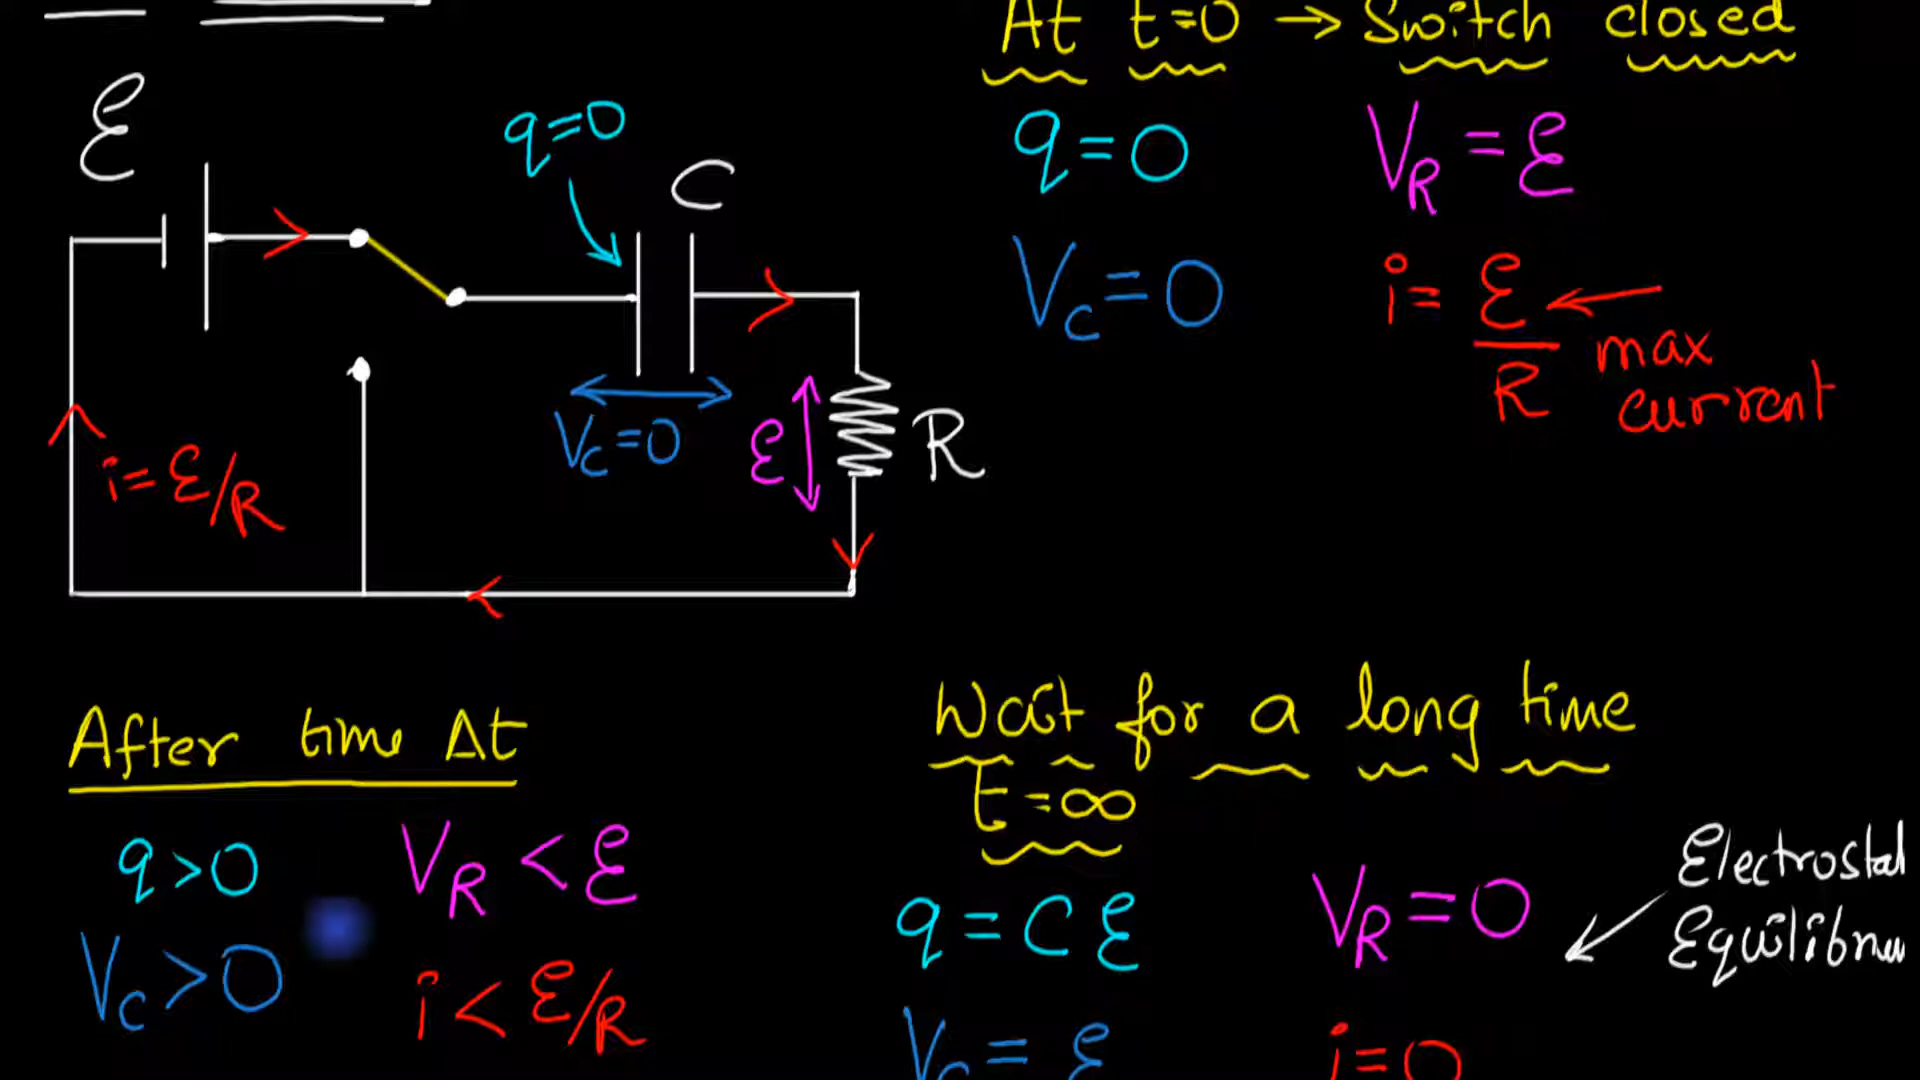 At t=0 → Switch closed
q=0 V_R = ℰ
V_C=0 i= ℰ/R ← max current
ℰ
q=0
C
V_C=0
ℰ
R
i=ℰ/R
After time Δt
q>0 V_R < ℰ
V_C >0 i < ℰ/R
Wait for a long time
t=∞
q = Cℰ V_R=0
V_C = ℰ i=0
Electrostat
Equilibriu